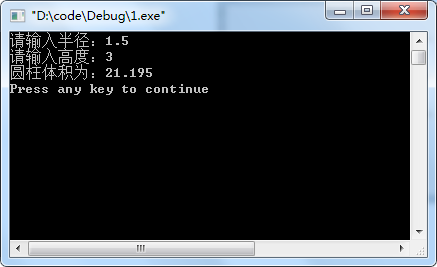 "D:\code\Debug\1.exe"
请输入半径：1.5
请输入高度：3
圆柱体积为：21.195
Press any key to continue